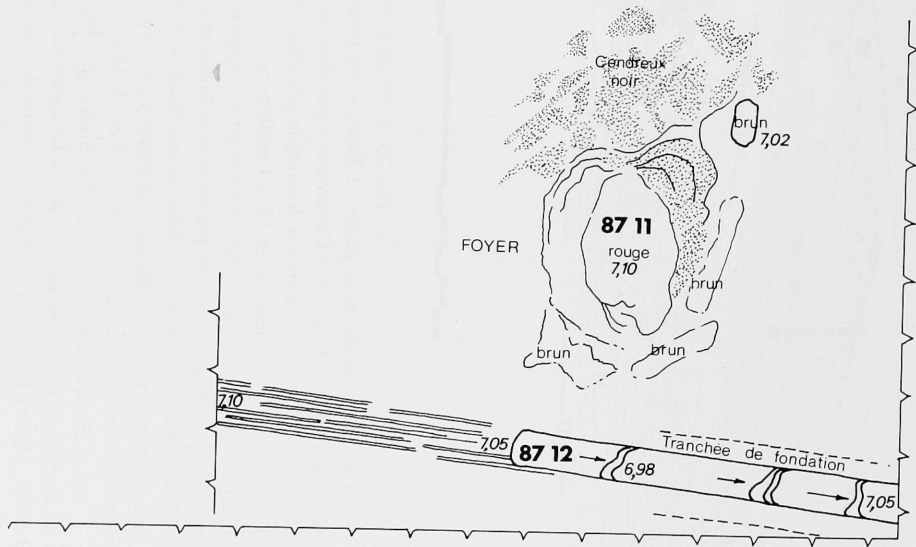 Cendreux
noir
brun
7,02
87 11
rouge
7,10
FOYER
brun
brun
brun
7,10
7,05
87 12
6,98
Tranchée de fondation
7,05